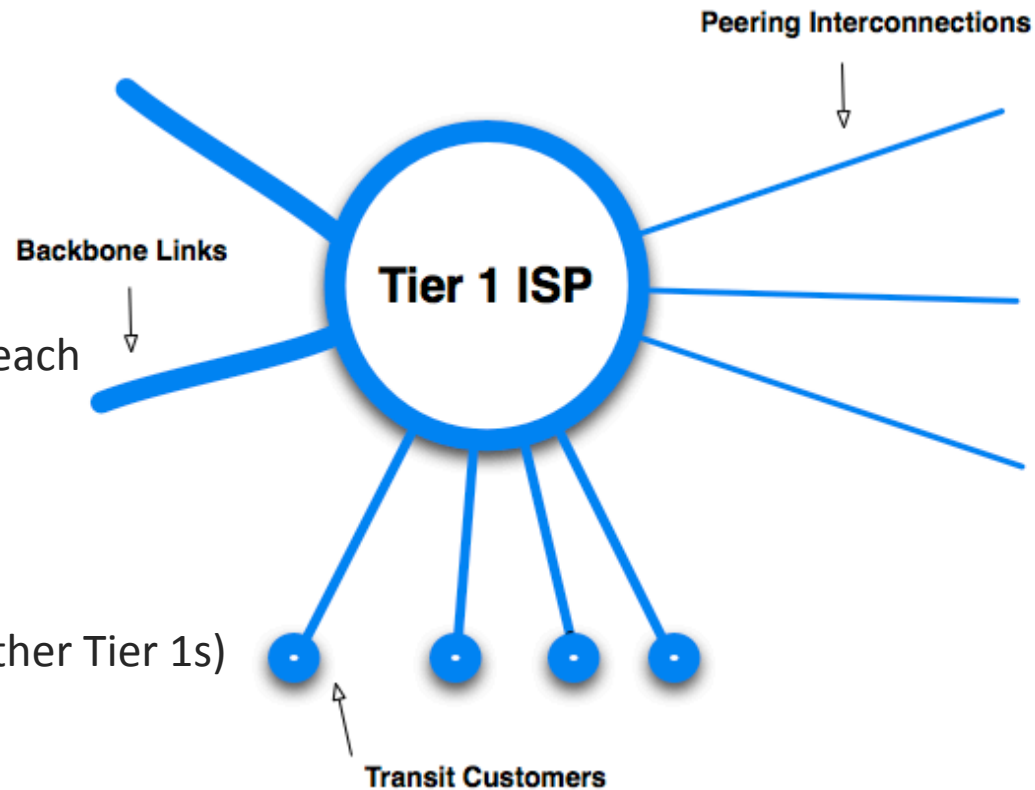 Peering Interconnections
Backbone Links
Tier 1 ISP
each
ther Tier 1s)
Transit Customers